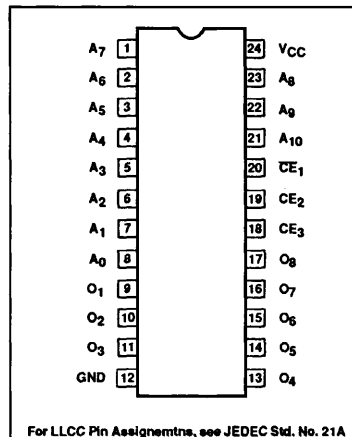 A7 1 24 VCC
A6 2 23 A8
A5 3 22 A9
A4 4 21 A10
A3 5 20 CE1
A2 6 19 CE2
A1 7 18 CE3
A0 8 17 O8
O1 9 16 O7
O2 10 15 O6
O3 11 14 O5
GND 12 13 O4
For LLCC Pin Assignemtns, see JEDEC Std. No. 21A